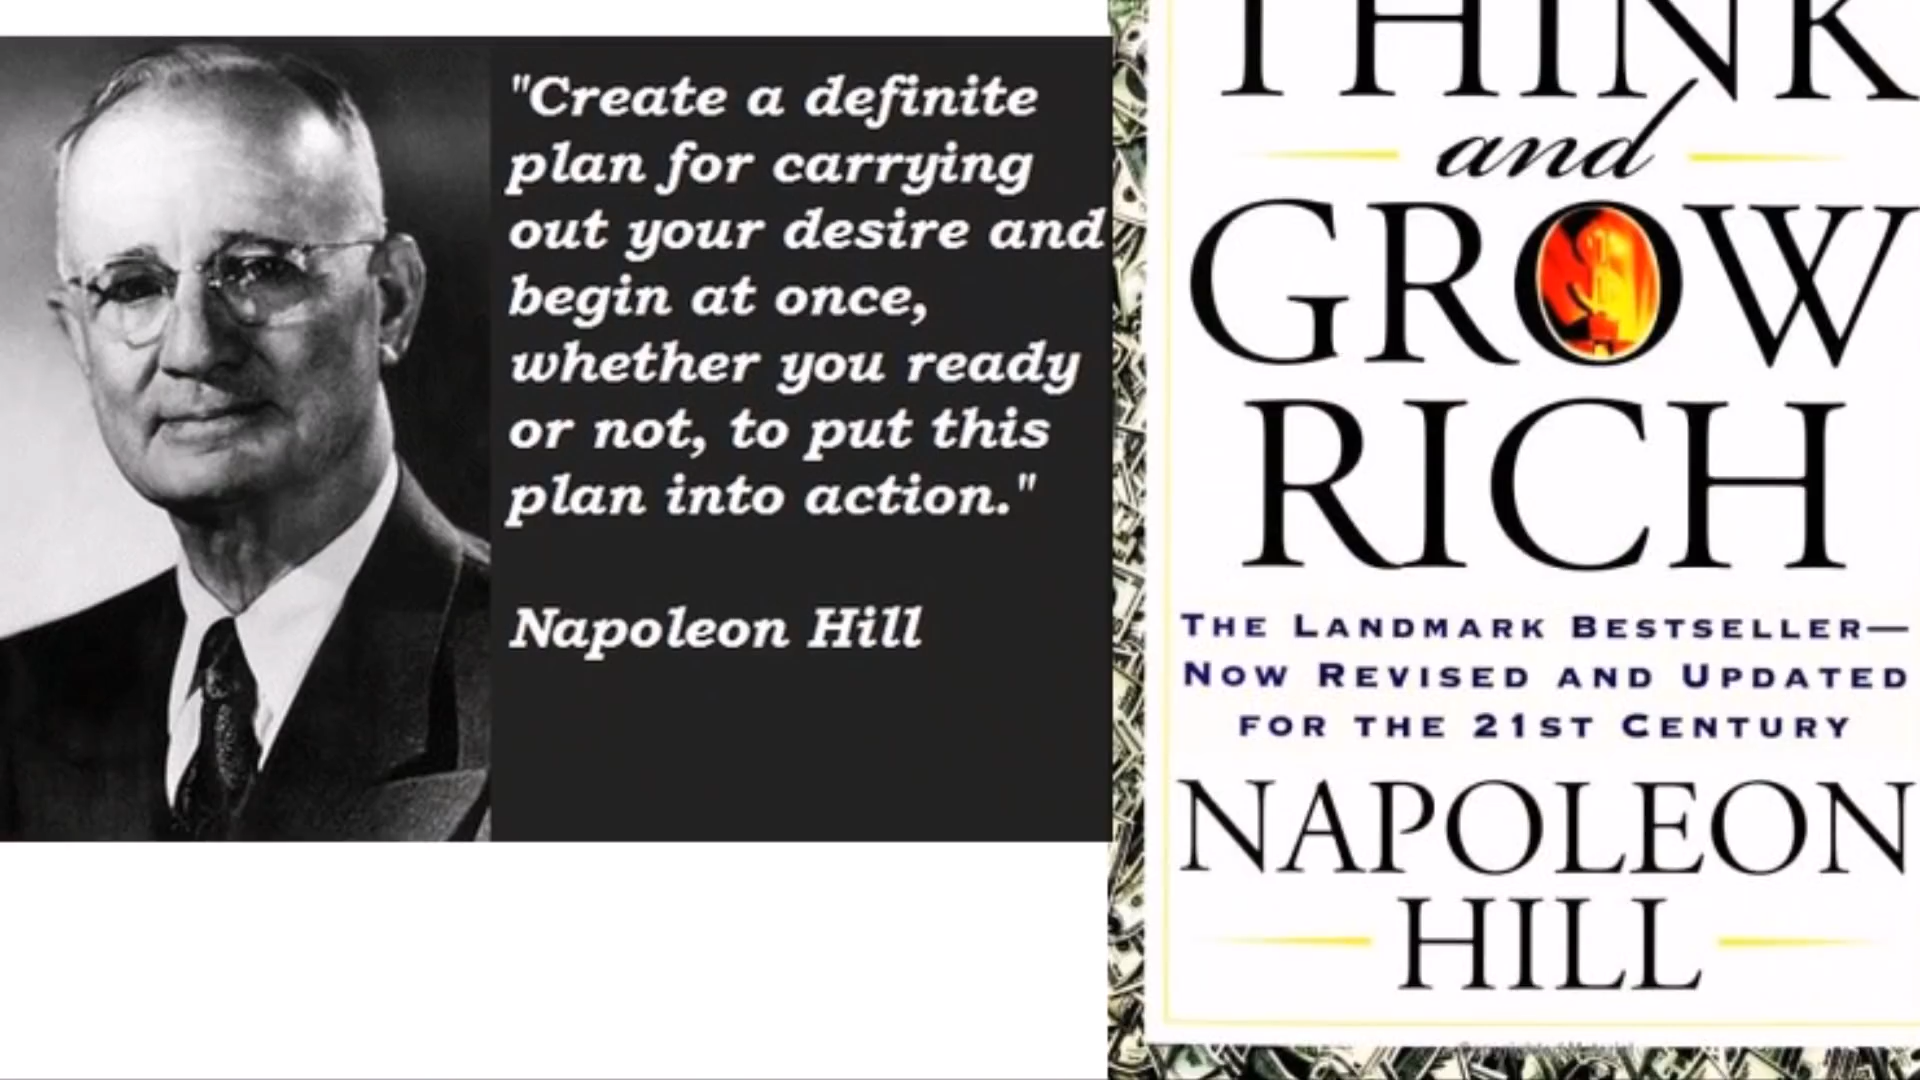 "Create a definite
plan for carrying
out your desire and
begin at once,
whether you ready
or not, to put this
plan into action."
Napoleon Hill
THINK
and
GROW
RICH
THE LANDMARK BESTSELLER—
NOW REVISED AND UPDATED
FOR THE 21ST CENTURY
NAPOLEON
HILL